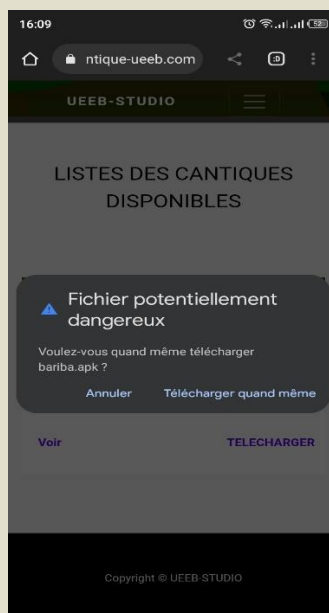 16:09
52
ntique-ueeb.com
:D
UEEB-STUDIO
LISTES DES CANTIQUES
DISPONIBLES
Fichier potentiellement
dangereux
Voulez-vous quand même télécharger
bariba.apk ?
Annuler Télécharger quand même
Voir TELECHARGER
Copyright © UEEB-STUDIO